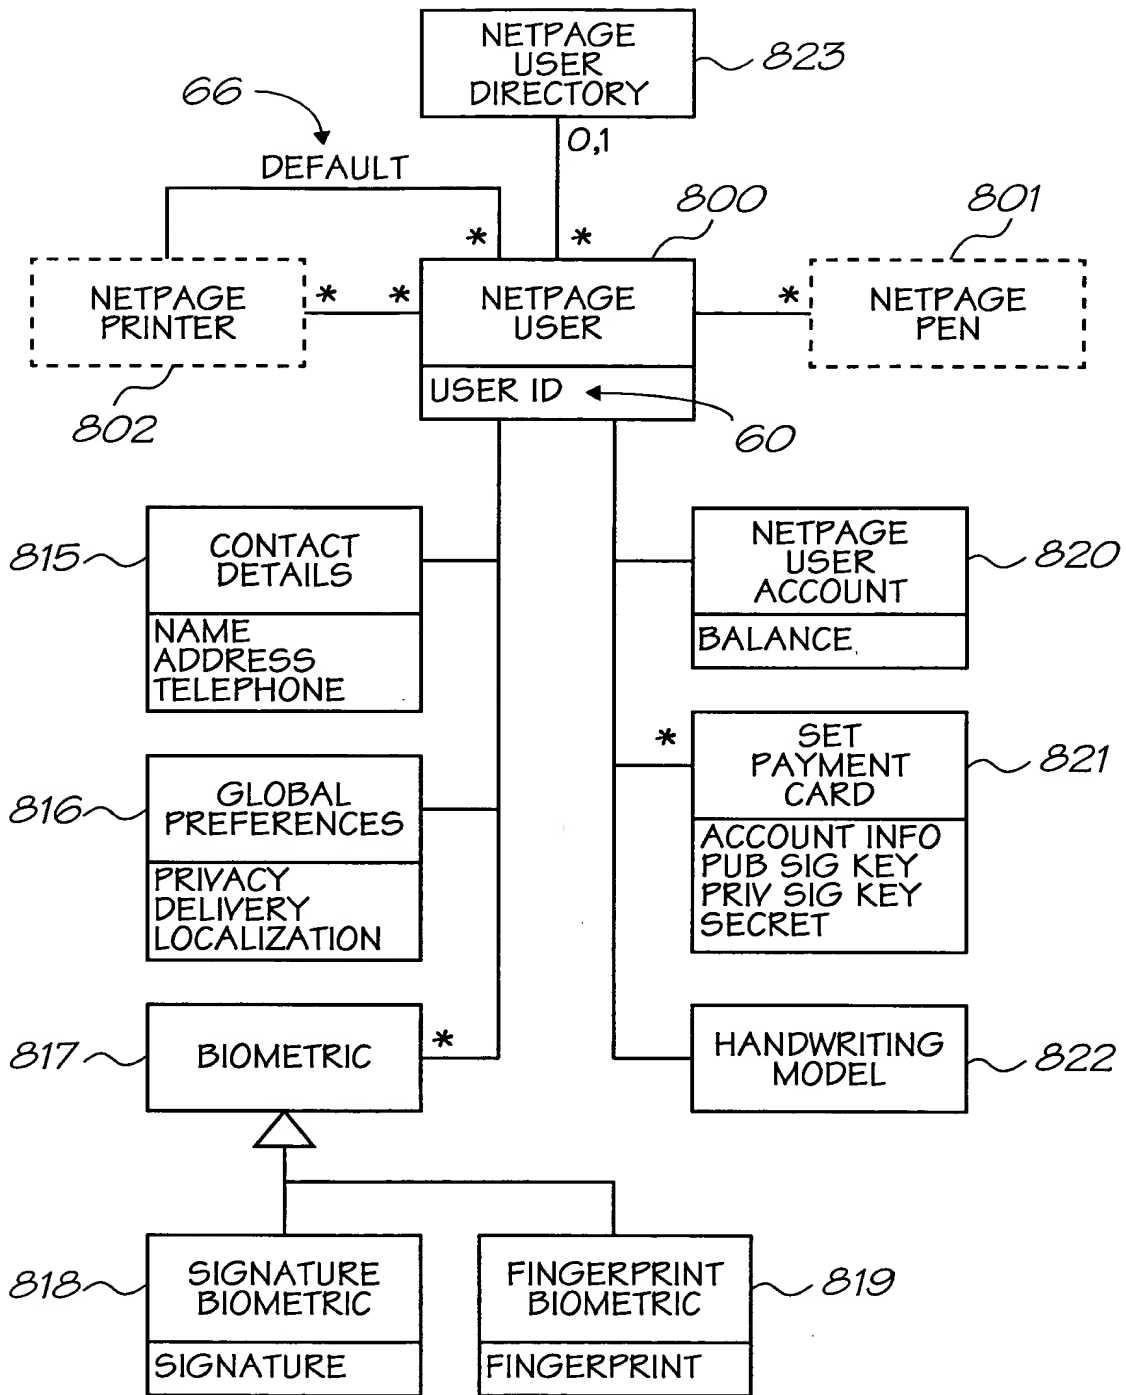 NETPAGE
USER
DIRECTORY
823
66
0,1
DEFAULT
800
801
*
*
NETPAGE
PRINTER
*
*
NETPAGE
USER
*
NETPAGE
PEN
USER ID
802
60
815
CONTACT
DETAILS
NAME
ADDRESS
TELEPHONE
NETPAGE
USER
ACCOUNT
820
BALANCE
816
GLOBAL
PREFERENCES
PRIVACY
DELIVERY
LOCALIZATION
*
SET
PAYMENT
CARD
821
ACCOUNT INFO
PUB SIG KEY
PRIV SIG KEY
SECRET
817
BIOMETRIC
*
HANDWRITING
MODEL
822
818
SIGNATURE
BIOMETRIC
SIGNATURE
FINGERPRINT
BIOMETRIC
819
FINGERPRINT